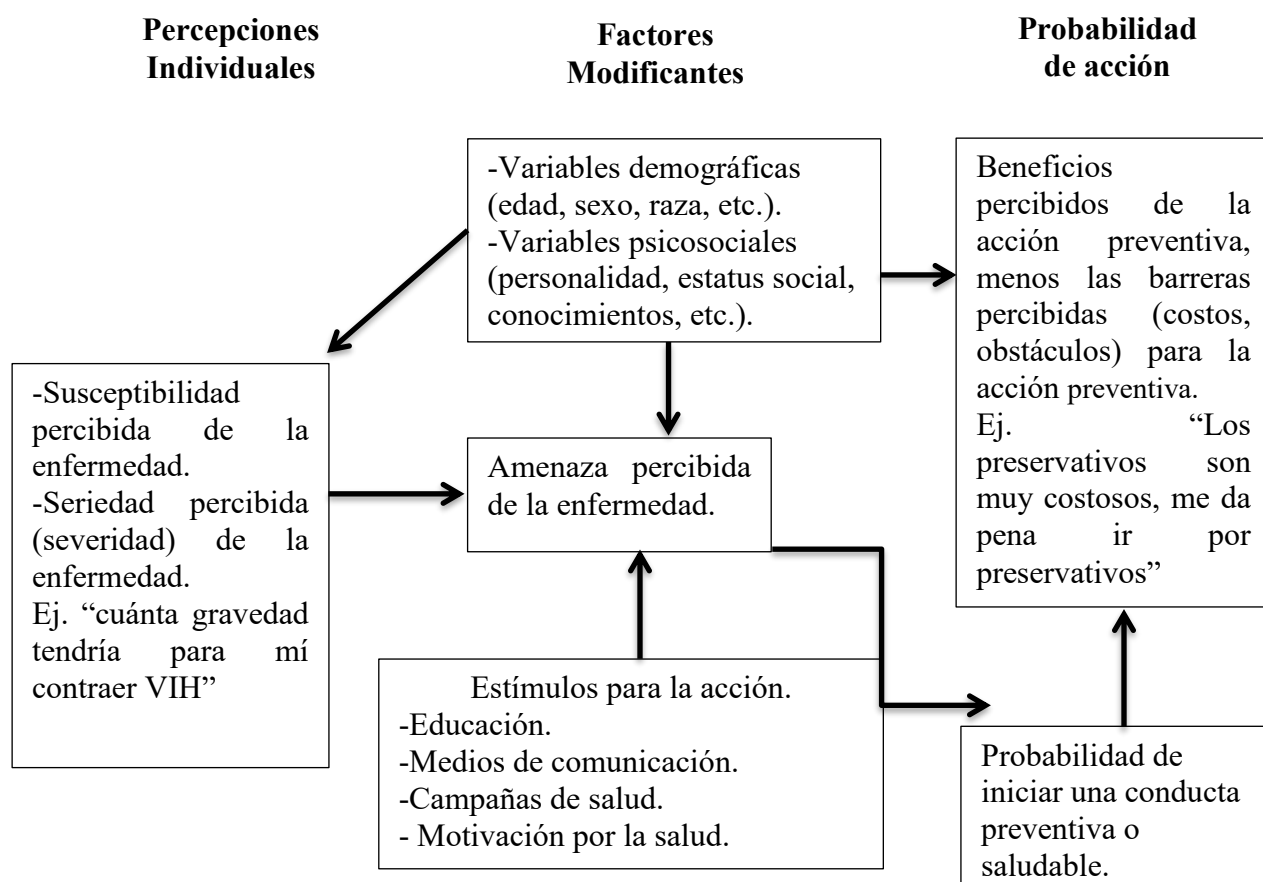 Percepciones
Individuales
Factores
Modificantes
Probabilidad
de acción
-Variables demográficas
(edad, sexo, raza, etc.).
-Variables psicosociales
(personalidad, estatus social,
conocimientos, etc.).
Beneficios
percibidos de la
acción preventiva,
menos las barreras
percibidas (costos,
obstáculos) para la
acción preventiva.
Ej. “Los
preservativos son
muy costosos, me da
pena ir por
preservativos”
-Susceptibilidad
percibida de la
enfermedad.
-Seriedad percibida
(severidad) de la
enfermedad.
Ej. “cuánta gravedad
tendría para mí
contraer VIH”
Amenaza percibida
de la enfermedad.
Estímulos para la acción.
-Educación.
-Medios de comunicación.
-Campañas de salud.
- Motivación por la salud.
Probabilidad de
iniciar una conducta
preventiva o
saludable.